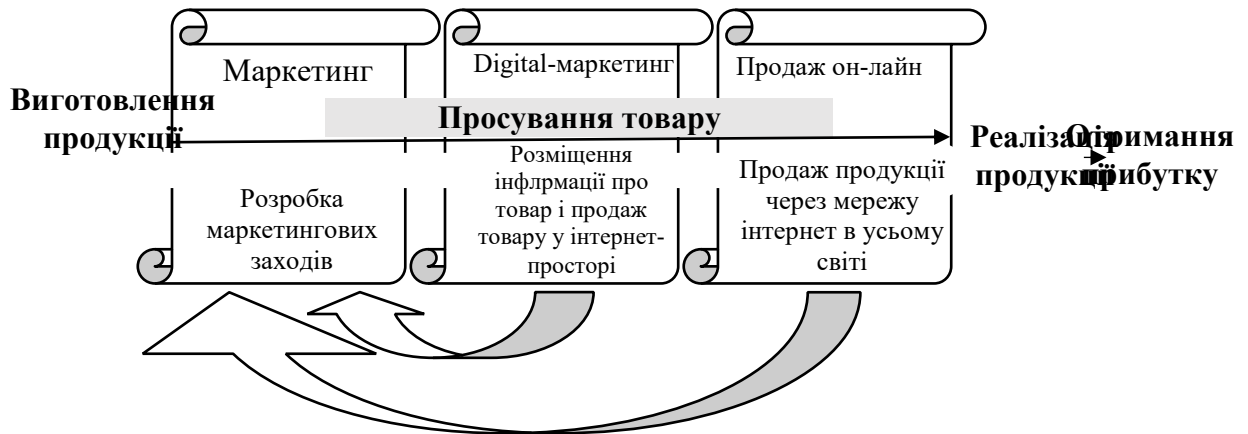 Маркетинг
Digital-маркетинг
Продаж он-лайн
Виготовлення
продукції
Просування товару
Реалізація
продукції
Отримання
прибутку
Розробка
маркетингових
заходів
Розміщення
інфлрмації про
товар і продаж
товару у інтернет-
просторі
Продаж продукції
через мережу
інтернет в усьому
світі